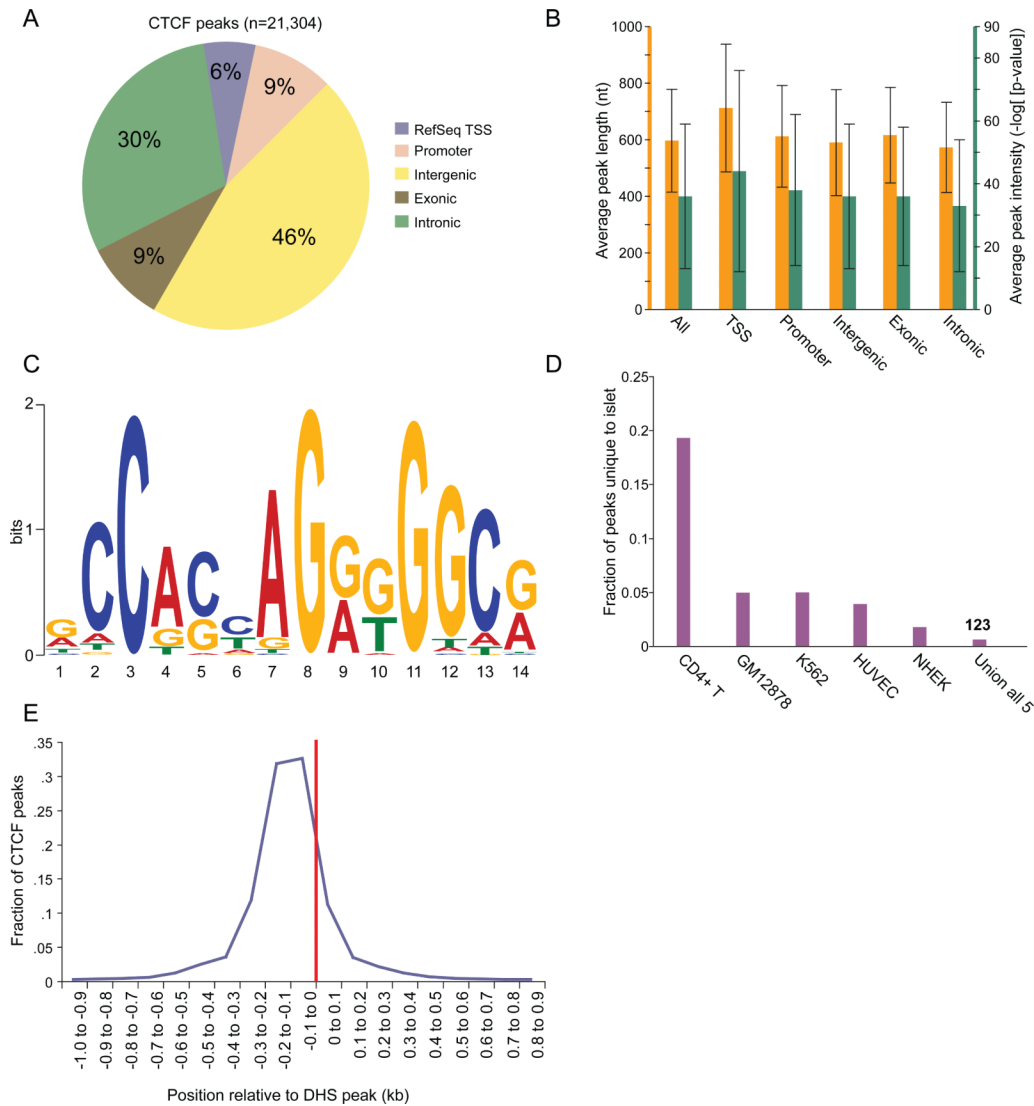 A
CTCF peaks (n=21,304)
6%
9%
46%
9%
30%
RefSeq TSS
Promoter
Intergenic
Exonic
Intronic
B
Average peak length (nt)
1000
800
600
400
200
0
Average peak intensity (-log[ [p-value])
90
80
60
40
20
0
All
TSS
Promoter
Intergenic
Exonic
Intronic
C
bits
2
1
0
1 2 3 4 5 6 7 8 9 10 11 12 13 14
D
Fraction of peaks unique to islet
0.25
0.2
0.15
0.1
0.05
0
123
CD4+ T
GM12878
K562
HUVEC
NHEK
Union all 5
E
Fraction of CTCF peaks
.35
.3
.25
.2
.15
.1
.05
0
-1.0 to -0.9
-0.9 to -0.8
-0.8 to -0.7
-0.7 to -0.6
-0.6 to -0.5
-0.5 to -0.4
-0.4 to -0.3
-0.3 to -0.2
-0.2 to -0.1
-0.1 to 0
0 to 0.1
0.1 to 0.2
0.2 to 0.3
0.3 to 0.4
0.4 to 0.5
0.5 to 0.6
0.6 to 0.7
0.7 to 0.8
0.8 to 0.9
Position relative to DHS peak (kb)